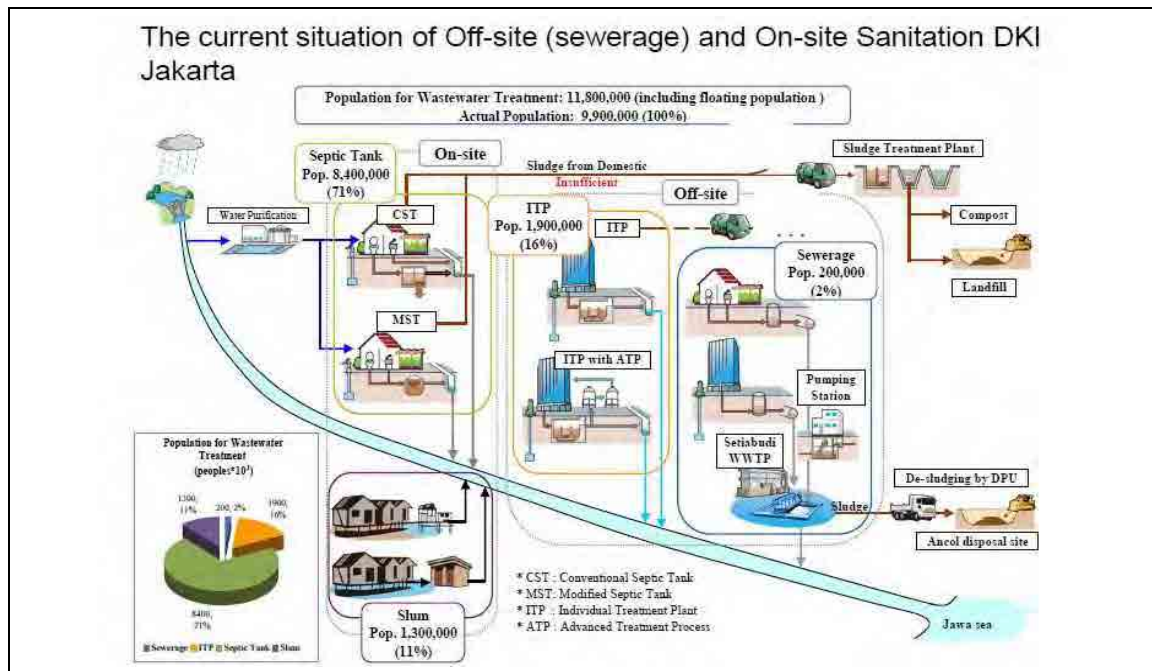 The current situation of Off-site (sewerage) and On-site Sanitation DKI
Jakarta
Population for Wastewater Treatment: 11,800,000 (including floating population )
Actual Population: 9,900,000 (100%)
Septic Tank
Pop. 8,400,000
(71%)
On-site
Sludge from Domestic
Insufficient
Sludge Treatment Plant
Off-site
Water Purification
CST
ITP
Pop. 1,900,000
(16%)
ITP
Compost
Sewerage
Pop. 200,000
(2%)
Landfill
MST
ITP with ATP
Pumping
Station
Setiabudi
WWTP
Population for Wastewater
Treatment
(peoples*10³)
1300,
11%
200, 2%
1900,
16%
8400,
71%
Sewerage ITP Septic Tank Slum
De-sludging by DPU
Sludge
Ancol disposal site
Slum
Pop. 1,300,000
(11%)
* CST : Conventional Septic Tank
* MST: Modified Septic Tank
* ITP : Individual Treatment Plant
* ATP : Advanced Treatment Process
Jawa sea